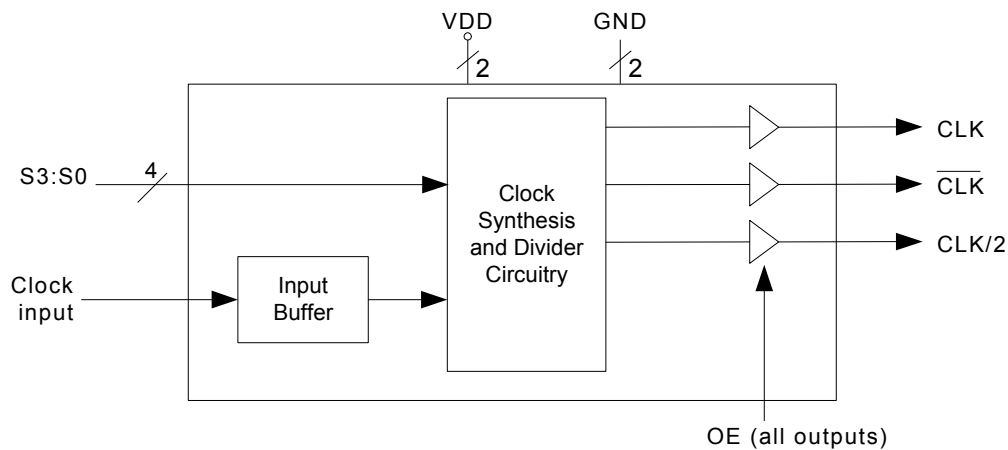 VDD
GND
2
2
CLK
4
S3:S0
C̅L̅K̅
Clock
Synthesis
and Divider
Circuitry
CLK/2
Clock
input
Input
Buffer
OE (all outputs)